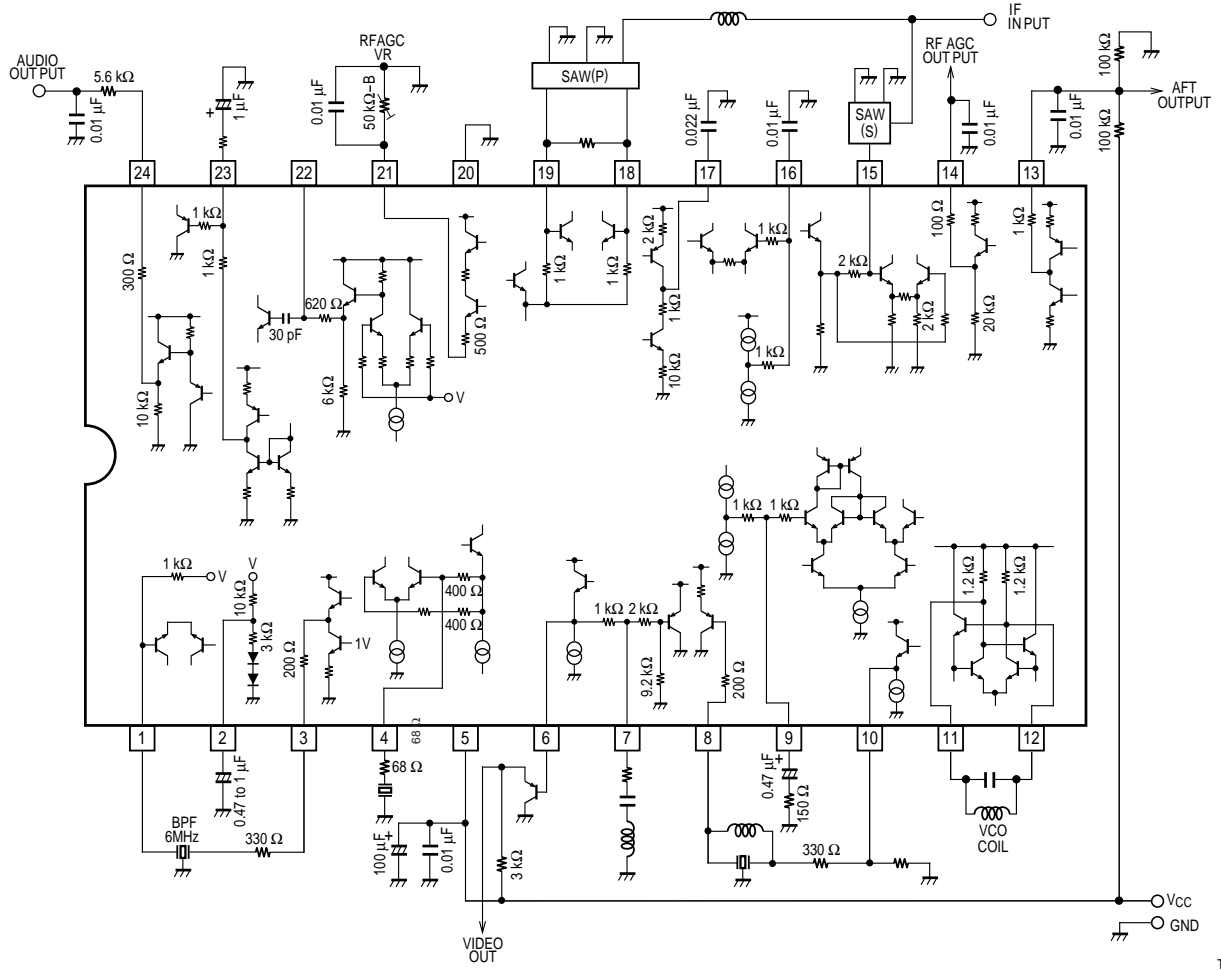 IF
INPUT
AUDIO
OUTPUT
5.6 kΩ
0.01 µF
+
1 µF
RFAGC
VR
0.01 µF
50 kΩ–B
SAW(P)
0.022 µF
0.01 µF
SAW
(S)
RF AGC
OUTPUT
0.01 µF
0.01 µF
100 kΩ
100 kΩ
AFT
OUTPUT
24
23
22
21
20
19
18
17
16
15
14
13
300 Ω
1 kΩ
1 kΩ
10 kΩ
30 pF
620 Ω
6 kΩ
V
500 Ω
1 kΩ
1 kΩ
2 kΩ
1 kΩ
10 kΩ
1 kΩ
1 kΩ
2 kΩ
2 kΩ
100 Ω
20 kΩ
1 kΩ
1 kΩ
V
V
10 kΩ
3 kΩ
200 Ω
1V
400 Ω
400 Ω
1 kΩ
2 kΩ
9.2 kΩ
200 Ω
1 kΩ
1 kΩ
1.2 kΩ
1.2 kΩ
1
2
3
4
68 Ω
5
6
7
8
9
10
11
12
0.47 to 1 µF
BPF
6MHz
330 Ω
68 Ω
100 µF
+
0.01 µF
3 kΩ
VIDEO
OUT
0.47 µF
+
150 Ω
330 Ω
VCO
COIL
VCC
GND
T